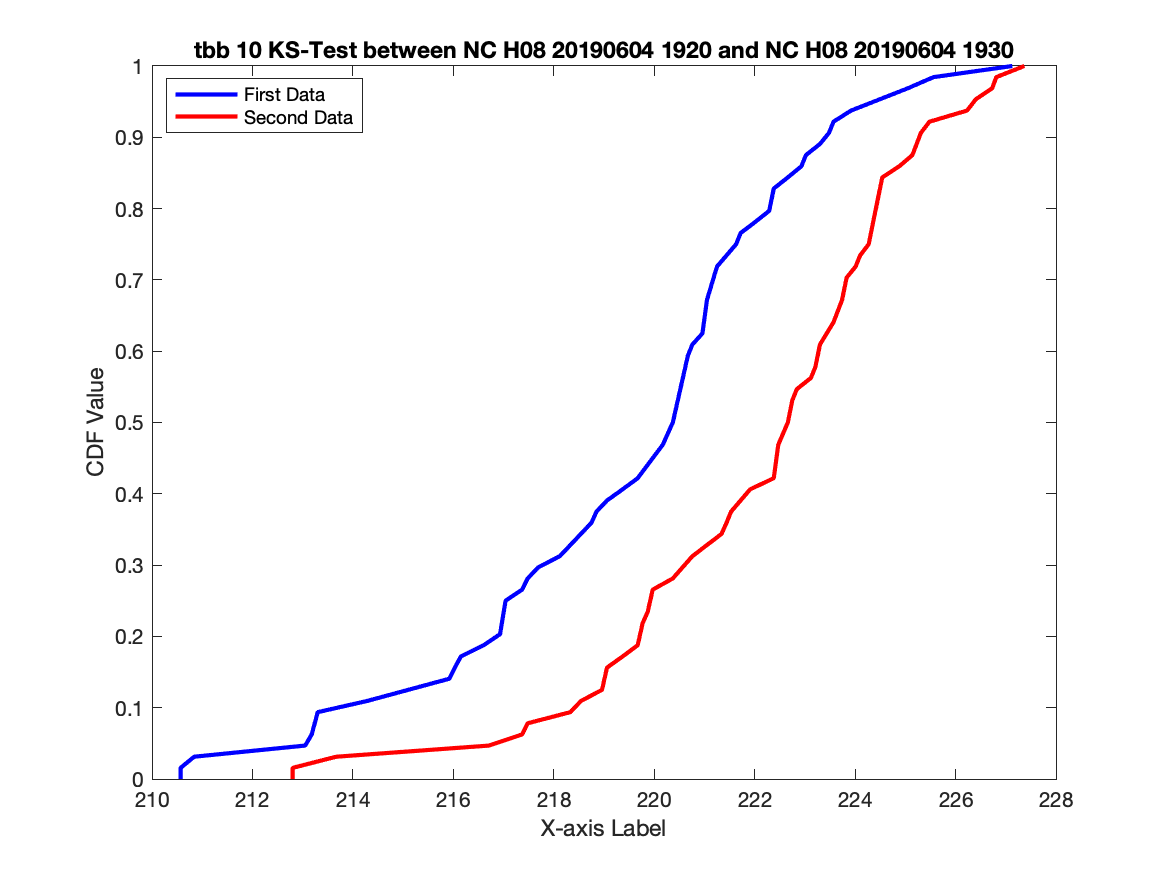 tbb 10 KS-Test between NC H08 20190604 1920 and NC H08 20190604 1930
First Data
Second Data
1
0.9
0.8
0.7
0.6
0.5
0.4
0.3
0.2
0.1
0
CDF Value
210 212 214 216 218 220 222 224 226 228
X-axis Label